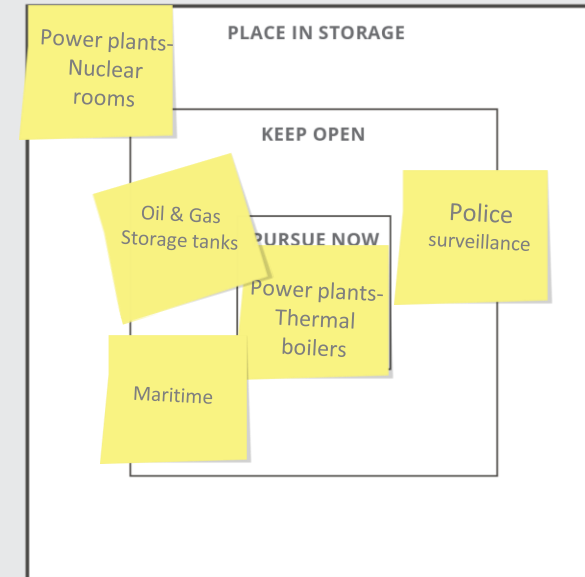 PLACE IN STORAGE
Power plants-
Nuclear
rooms
KEEP OPEN
Oil & Gas
Storage tanks
Police
surveillance
PURSUE NOW
Power plants-
Thermal
boilers
Maritime